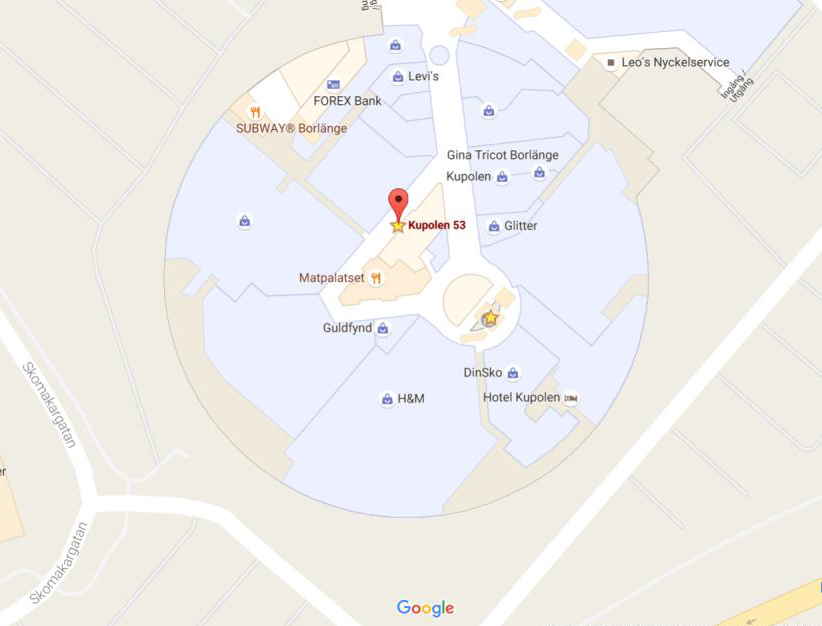 Levi's
FOREX Bank
SUBWAY® Borlänge
Leo's Nyckelservice
Ingång /
Utgång
Gina Tricot Borlänge
Kupolen
Kupolen 53
Glitter
Matpalatset
Guldfynd
DinSko
Hotel Kupolen
H&M
Skomakargatan
Skomakargatan
Google